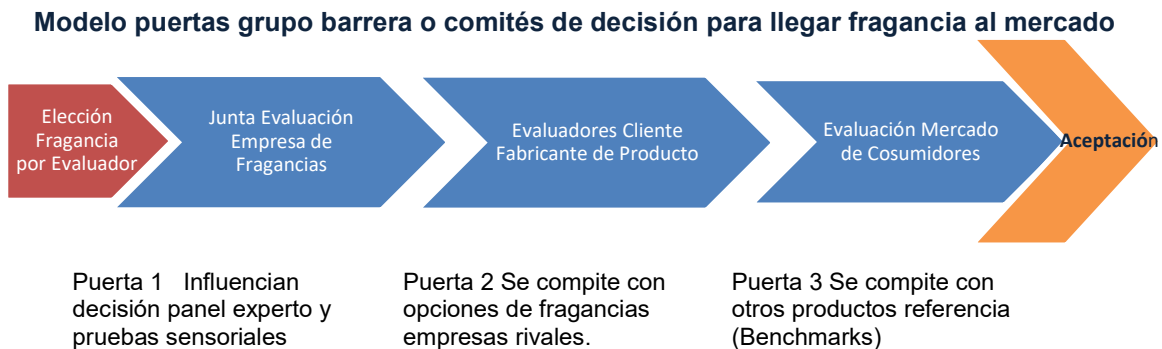 Modelo puertas grupo barrera o comités de decisión para llegar fragancia al mercado
Elección
Fragancia
por Evaluador
Junta Evaluación
Empresa de
Fragancias
Evaluadores Cliente
Fabricante de Producto
Evaluación Mercado
de Cosumidores
Aceptación
Puerta 1 Influencian
decisión panel experto y
pruebas sensoriales
Puerta 2 Se compite con
opciones de fragancias
empresas rivales.
Puerta 3 Se compite con
otros productos referencia
(Benchmarks)